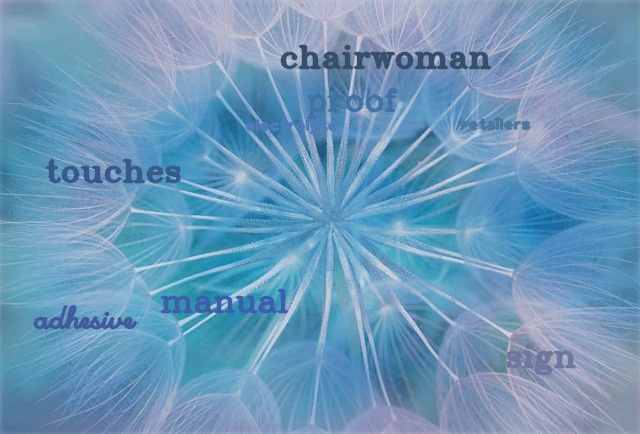 chairwoman
proof
retailers
touches
manual
adhesive
sign